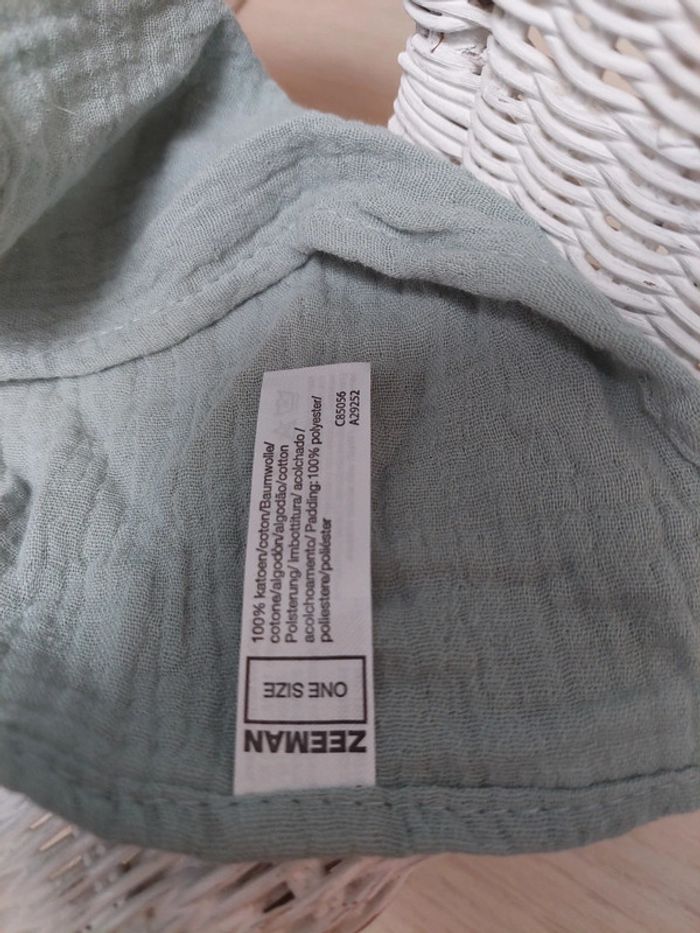 ZEEMAN
ONE SIZE
100% katoen/coton/Baumwolle/
cotone/algodón/algodão/cotton
Polsterung/ Imbottitura/ acolchado /
acolchoamento/ Padding: 100% polyester/
poliestere/poliéster
C85056
A29252